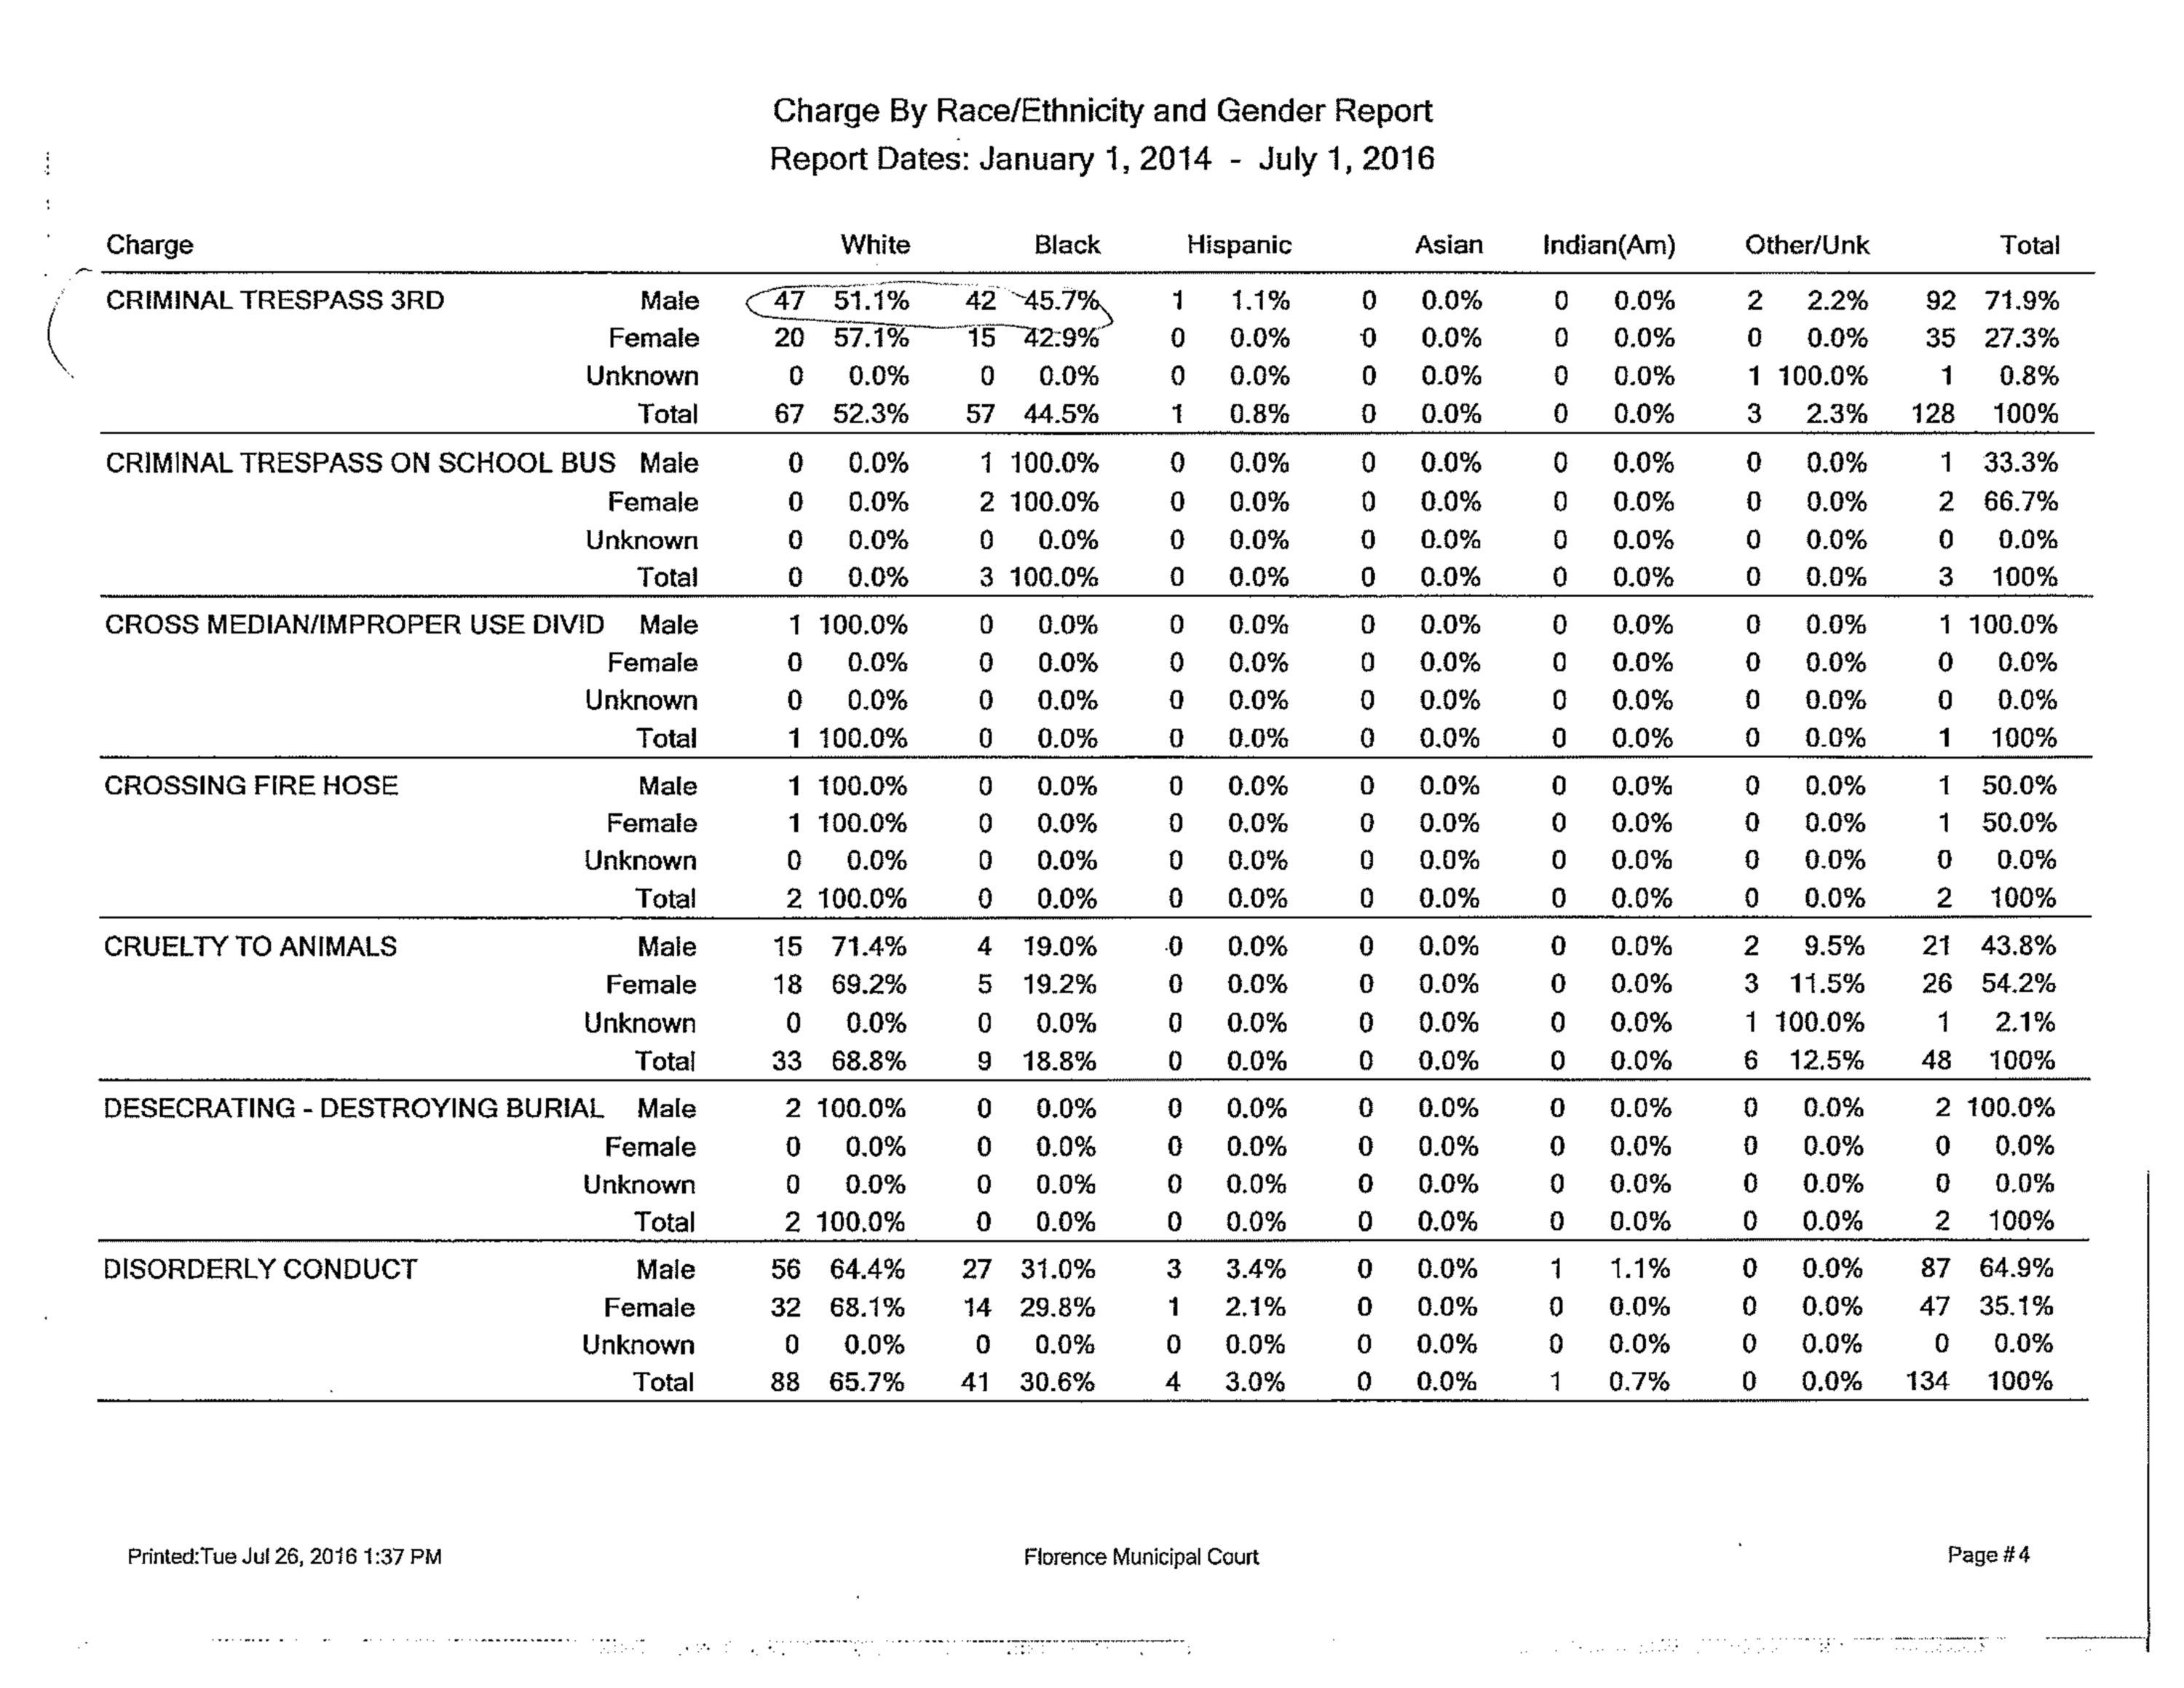 Charge By Race/Ethnicity and Gender Report
Report Dates: January 1, 2014 - July 1, 2016
Charge White Black Hispanic Asian Indian(Am) Other/Unk Total
CRIMINAL TRESPASS 3RD Male 47 51.1% 42 45.7% 1 1.1% 0 0.0% 0 0.0% 2 2.2% 92 71.9%
Female 20 57.1% 15 42.9% 0 0.0% 0 0.0% 0 0.0% 0 0.0% 35 27.3%
Unknown 0 0.0% 0 0.0% 0 0.0% 0 0.0% 0 0.0% 1 100.0% 1 0.8%
Total 67 52.3% 57 44.5% 1 0.8% 0 0.0% 0 0.0% 3 2.3% 128 100%
CRIMINAL TRESPASS ON SCHOOL BUS Male 0 0.0% 1 100.0% 0 0.0% 0 0.0% 0 0.0% 0 0.0% 1 33.3%
Female 0 0.0% 2 100.0% 0 0.0% 0 0.0% 0 0.0% 0 0.0% 2 66.7%
Unknown 0 0.0% 0 0.0% 0 0.0% 0 0.0% 0 0.0% 0 0.0% 0 0.0%
Total 0 0.0% 3 100.0% 0 0.0% 0 0.0% 0 0.0% 0 0.0% 3 100%
CROSS MEDIAN/IMPROPER USE DIVID Male 1 100.0% 0 0.0% 0 0.0% 0 0.0% 0 0.0% 0 0.0% 1 100.0%
Female 0 0.0% 0 0.0% 0 0.0% 0 0.0% 0 0.0% 0 0.0% 0 0.0%
Unknown 0 0.0% 0 0.0% 0 0.0% 0 0.0% 0 0.0% 0 0.0% 0 0.0%
Total 1 100.0% 0 0.0% 0 0.0% 0 0.0% 0 0.0% 0 0.0% 1 100%
CROSSING FIRE HOSE Male 1 100.0% 0 0.0% 0 0.0% 0 0.0% 0 0.0% 0 0.0% 1 50.0%
Female 1 100.0% 0 0.0% 0 0.0% 0 0.0% 0 0.0% 0 0.0% 1 50.0%
Unknown 0 0.0% 0 0.0% 0 0.0% 0 0.0% 0 0.0% 0 0.0% 0 0.0%
Total 2 100.0% 0 0.0% 0 0.0% 0 0.0% 0 0.0% 0 0.0% 2 100%
CRUELTY TO ANIMALS Male 15 71.4% 4 19.0% 0 0.0% 0 0.0% 0 0.0% 2 9.5% 21 43.8%
Female 18 69.2% 5 19.2% 0 0.0% 0 0.0% 0 0.0% 3 11.5% 26 54.2%
Unknown 0 0.0% 0 0.0% 0 0.0% 0 0.0% 0 0.0% 1 100.0% 1 2.1%
Total 33 68.8% 9 18.8% 0 0.0% 0 0.0% 0 0.0% 6 12.5% 48 100%
DESECRATING - DESTROYING BURIAL Male 2 100.0% 0 0.0% 0 0.0% 0 0.0% 0 0.0% 0 0.0% 2 100.0%
Female 0 0.0% 0 0.0% 0 0.0% 0 0.0% 0 0.0% 0 0.0% 0 0.0%
Unknown 0 0.0% 0 0.0% 0 0.0% 0 0.0% 0 0.0% 0 0.0% 0 0.0%
Total 2 100.0% 0 0.0% 0 0.0% 0 0.0% 0 0.0% 0 0.0% 2 100%
DISORDERLY CONDUCT Male 56 64.4% 27 31.0% 3 3.4% 0 0.0% 1 1.1% 0 0.0% 87 64.9%
Female 32 68.1% 14 29.8% 1 2.1% 0 0.0% 0 0.0% 0 0.0% 47 35.1%
Unknown 0 0.0% 0 0.0% 0 0.0% 0 0.0% 0 0.0% 0 0.0% 0 0.0%
Total 88 65.7% 41 30.6% 4 3.0% 0 0.0% 1 0.7% 0 0.0% 134 100%
Printed:Tue Jul 26, 2016 1:37 PM Florence Municipal Court Page #4